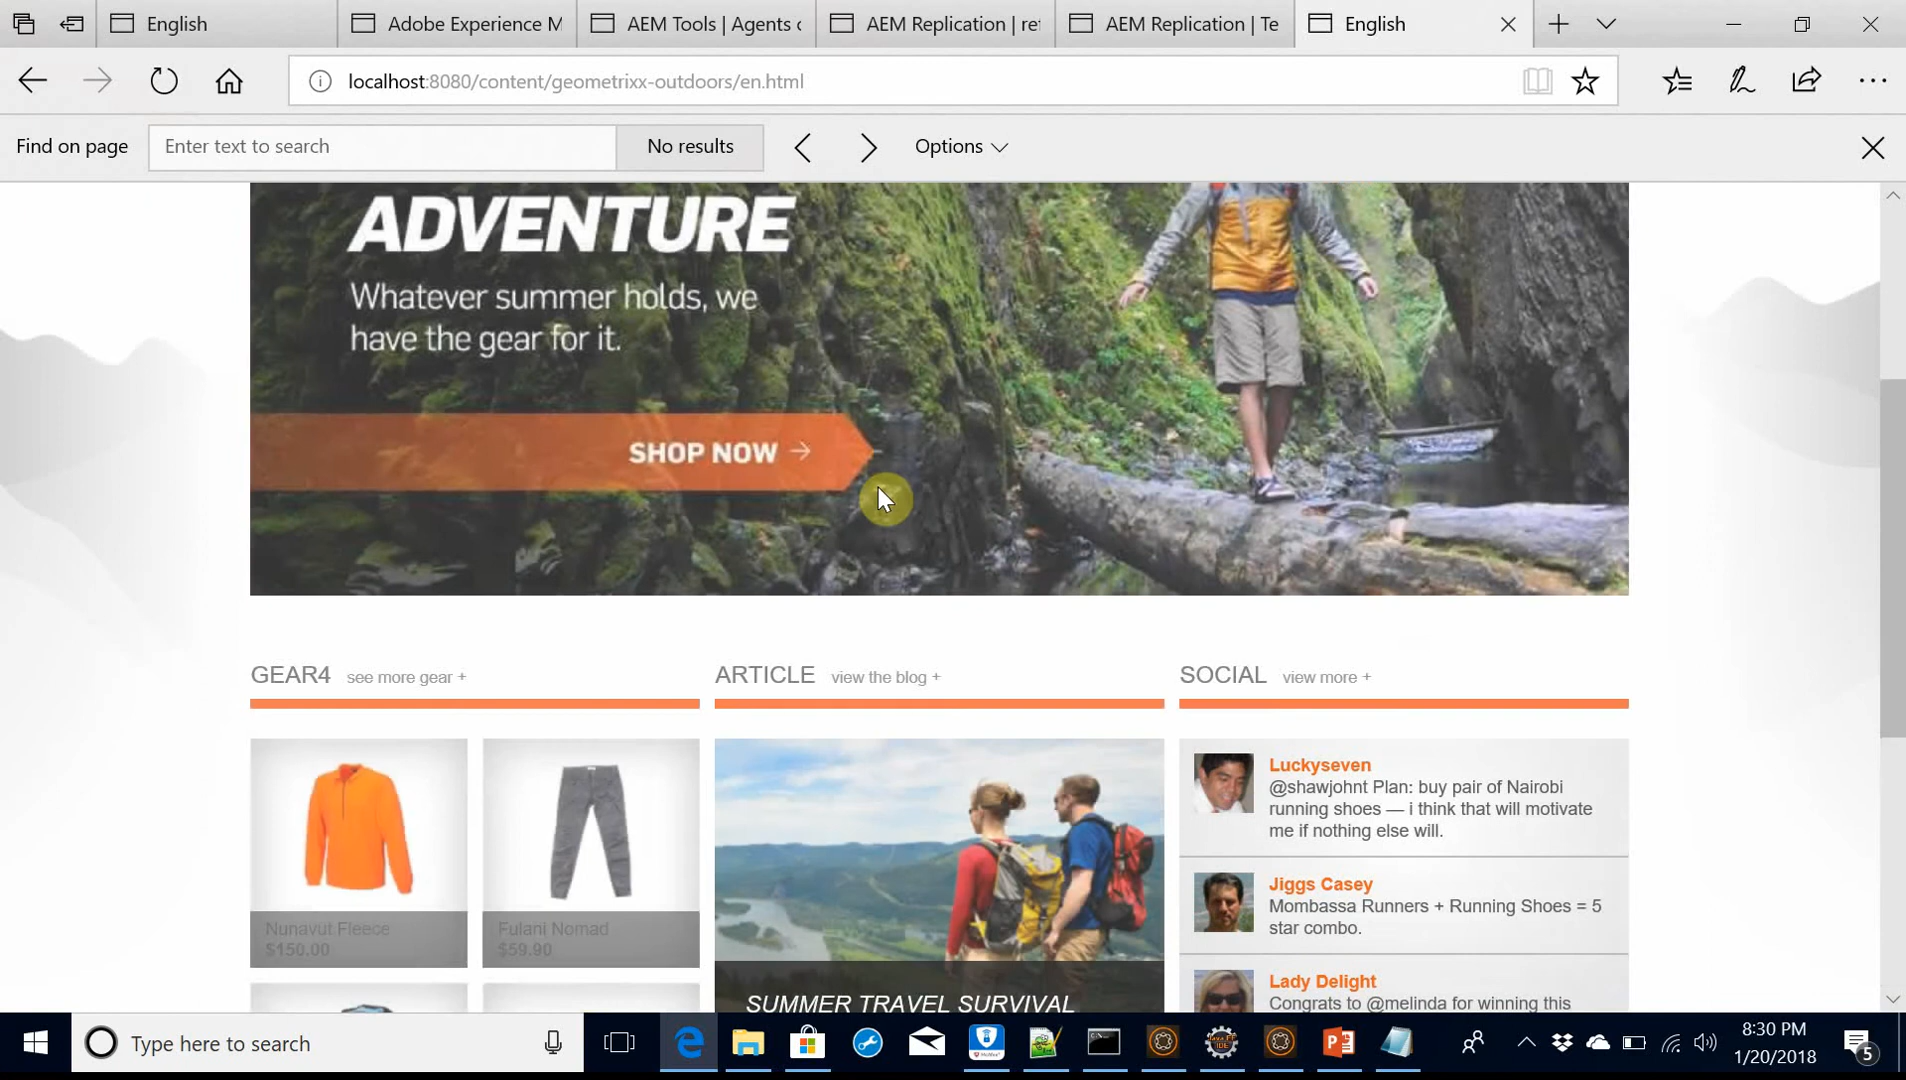 English
Adobe Experience M
AEM Tools | Agents c
AEM Replication | re
AEM Replication | Te
English
localhost:8080/content/geometrixx-outdoors/en.html
Find on page
Enter text to search
No results
Options
ADVENTURE
Whatever summer holds, we
have the gear for it.
SHOP NOW →
GEAR4 see more gear +
ARTICLE view the blog +
SOCIAL view more +
Nunavut Fleece
$150.00
Fulani Nomad
$59.90
SUMMER TRAVEL SURVIVAL
Luckyseven
@shawjohnt Plan: buy pair of Nairobi
running shoes — i think that will motivate
me if nothing else will.
Jiggs Casey
Mombassa Runners + Running Shoes = 5
star combo.
Lady Delight
Congrats to @melinda for winning this
Type here to search
8:30 PM
1/20/2018
5